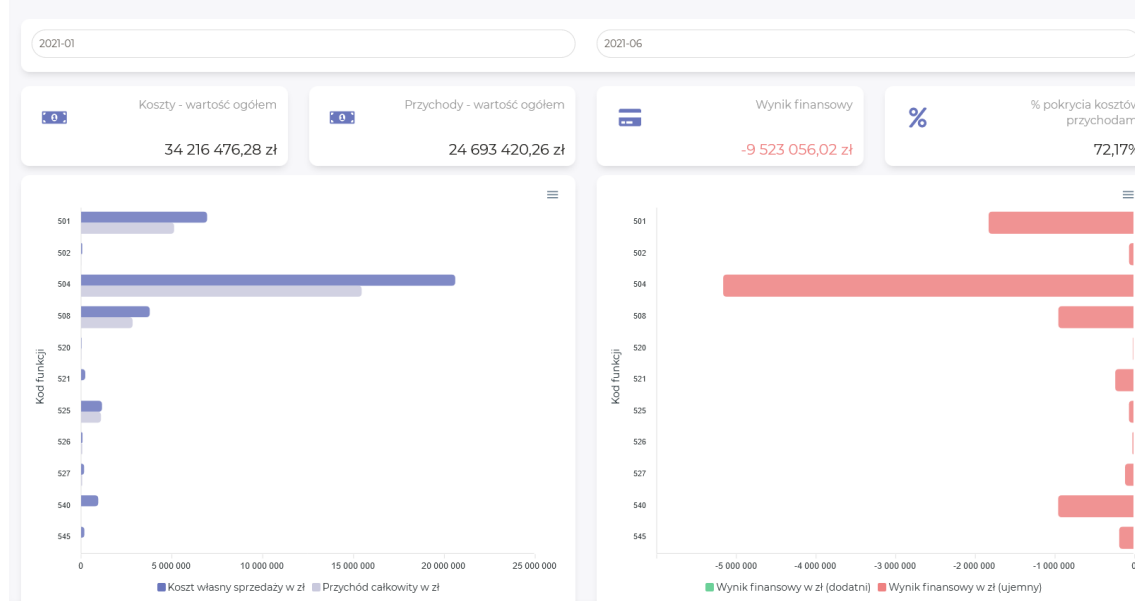 2021-01
2021-06
Koszty - wartość ogółem
34 216 476,28 zł
Przychody - wartość ogółem
24 693 420,26 zł
Wynik finansowy
-9 523 056,02 zł
% pokrycia kosztów
przychodam
72,17%
Kod funkcji
501
502
504
508
520
521
525
526
527
540
545
0
5 000 000
10 000 000
15 000 000
20 000 000
25 000 000
Koszt własny sprzedaży w zł
Przychód całkowity w zł
Kod funkcji
501
502
504
508
520
521
525
526
527
540
545
-5 000 000
-4 000 000
-3 000 000
-2 000 000
-1 000 000
0
Wynik finansowy w zł (dodatni)
Wynik finansowy w zł (ujemny)